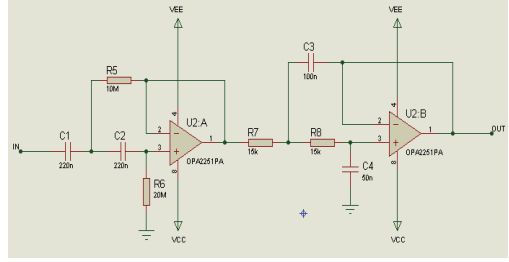 VEE
VEE
C3
100n
R5
10M
4
4
U2:A
U2:B
2
2
1
1
3
3
OPA2251PA
OPA2251PA
C1
C2
R7
R8
IN
OUT
220n
220n
15k
15k
C4
50n
R6
20M
8
8
VCC
VCC